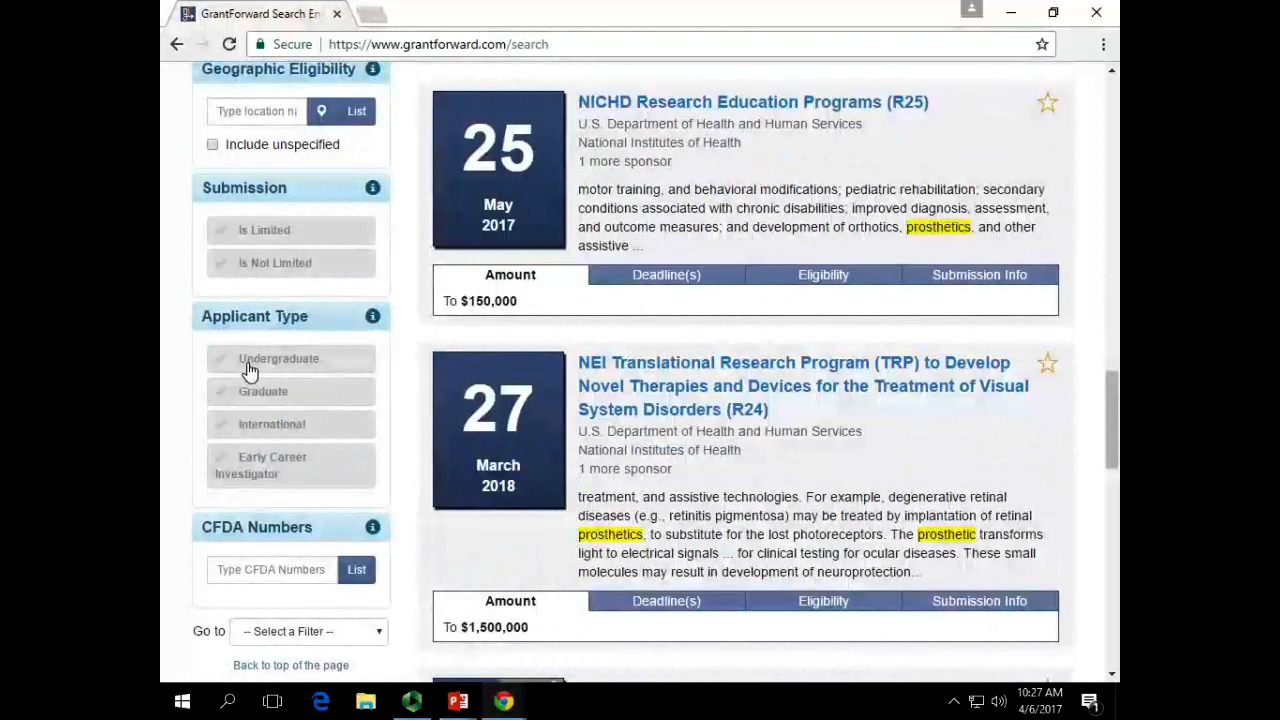 GrantForward Search En
Secure https://www.grantforward.com/search
Geographic Eligibility
List
Include unspecified
Submission
Is Limited
Is Not Limited
Applicant Type
Undergraduate
Graduate
International
Early Career
Investigator
CFDA Numbers
Type CFDA Numbers List
Go to -- Select a Filter --
Back to top of the page
25
May
2017
NICHD Research Education Programs (R25)
U.S. Department of Health and Human Services
National Institutes of Health
1 more sponsor
motor training, and behavioral modifications; pediatric rehabilitation; secondary
conditions associated with chronic disabilities; improved diagnosis, assessment,
and outcome measures; and development of orthotics, prosthetics, and other
assistive ...
Amount Deadline(s) Eligibility Submission Info
To $150,000
27
March
2018
NEI Translational Research Program (TRP) to Develop
Novel Therapies and Devices for the Treatment of Visual
System Disorders (R24)
U.S. Department of Health and Human Services
National Institutes of Health
1 more sponsor
treatment, and assistive technologies. For example, degenerative retinal
diseases (e.g., retinitis pigmentosa) may be treated by implantation of retinal
prosthetics, to substitute for the lost photoreceptors. The prosthetic transforms
light to electrical signals ... for clinical testing for ocular diseases. These small
molecules may result in development of neuroprotection...
Amount Deadline(s) Eligibility Submission Info
To $1,500,000
10:27 AM
4/6/2017